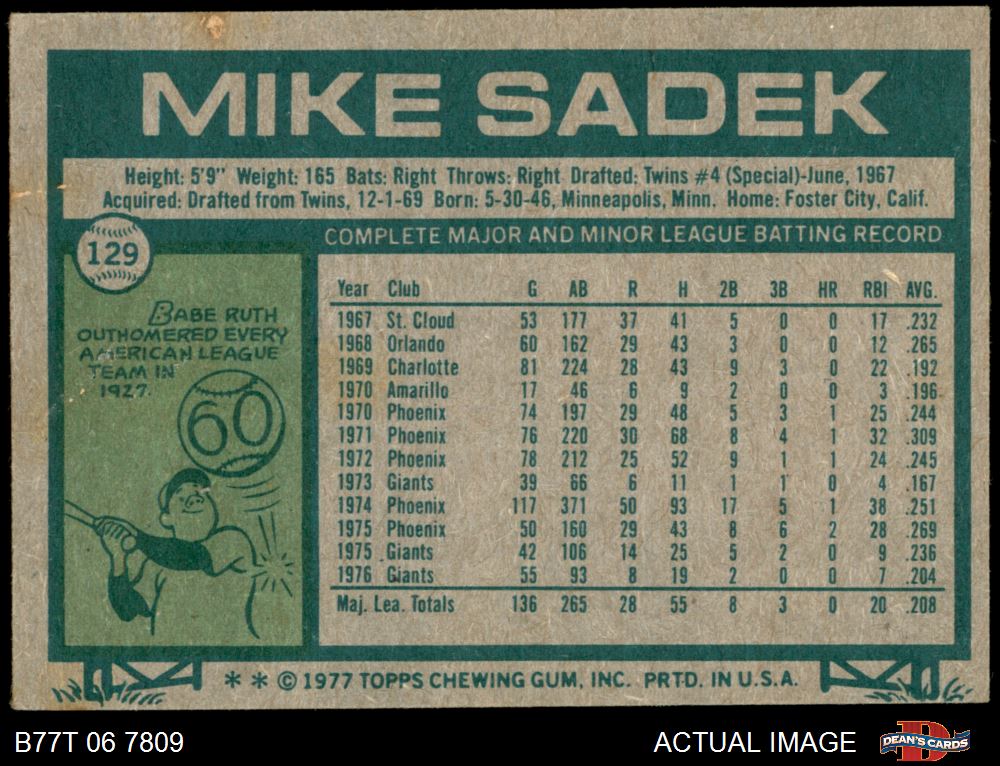 MIKE SADEK
Height: 5'9" Weight: 165 Bats: Right Throws: Right Drafted: Twins #4 (Special)-June, 1967
Acquired: Drafted from Twins, 12-1-69 Born: 5-30-46, Minneapolis, Minn. Home: Foster City, Calif.
129
BABE RUTH
OUTHOMERED EVERY
AMERICAN LEAGUE
TEAM IN
1927.
60
COMPLETE MAJOR AND MINOR LEAGUE BATTING RECORD
Year Club G AB R H 2B 3B HR RBI AVG.
1967 St. Cloud 53 177 37 41 5 0 0 17 .232
1968 Orlando 60 162 29 43 3 0 0 12 .265
1969 Charlotte 81 224 28 43 9 3 0 22 .192
1970 Amarillo 17 46 6 9 2 0 0 3 .196
1970 Phoenix 74 197 29 48 5 3 1 25 .244
1971 Phoenix 76 220 30 68 8 4 1 32 .309
1972 Phoenix 78 212 25 52 9 1 1 24 .245
1973 Giants 39 66 6 11 1 1 0 4 .167
1974 Phoenix 117 371 50 93 17 5 1 38 .251
1975 Phoenix 50 160 29 43 8 6 2 28 .269
1975 Giants 42 106 14 25 5 2 0 9 .236
1976 Giants 55 93 8 19 2 0 0 7 .204
Maj. Lea. Totals 136 265 28 55 8 3 0 20 .208
* * © 1977 TOPPS CHEWING GUM, INC. PRTD. IN U.S.A.
B77T 06 7809
ACTUAL IMAGE
DEAN'S CARDS